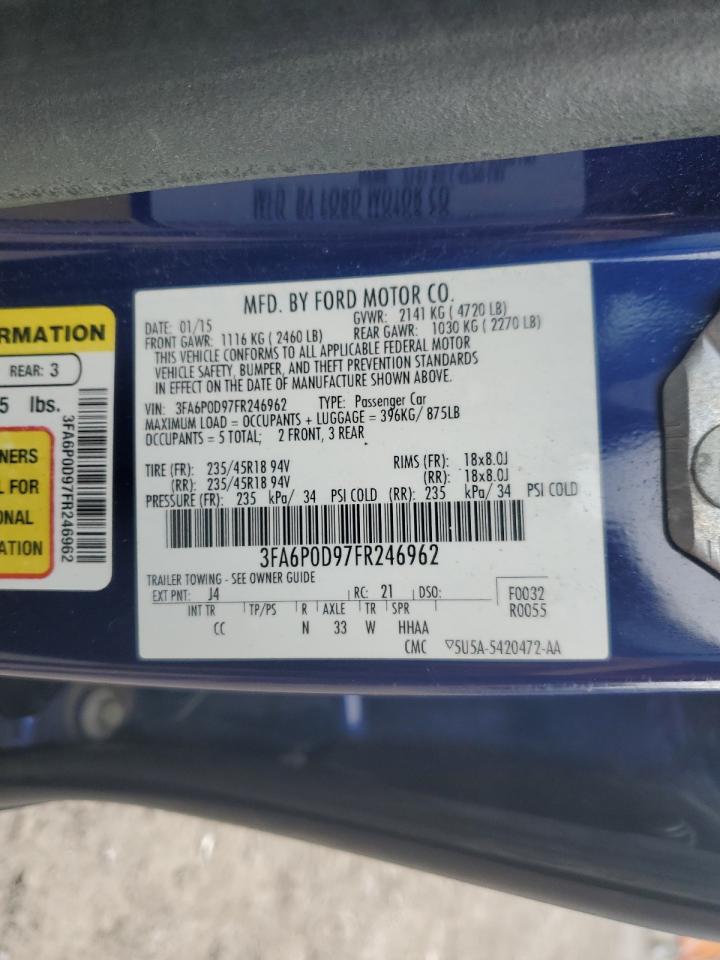 MFD. BY FORD MOTOR CO.
DATE: 01/15 GVWR: 2141 KG ( 4720 LB)
FRONT GAWR: 1116 KG ( 2460 LB) REAR GAWR: 1030 KG ( 2270 LB)
THIS VEHICLE CONFORMS TO ALL APPLICABLE FEDERAL MOTOR
VEHICLE SAFETY, BUMPER, AND THEFT PREVENTION STANDARDS
IN EFFECT ON THE DATE OF MANUFACTURE SHOWN ABOVE.
VIN: 3FA6P0D97FR246962 TYPE: Passenger Car
MAXIMUM LOAD = OCCUPANTS + LUGGAGE = 396KG/ 875LB
OCCUPANTS = 5 TOTAL; 2 FRONT, 3 REAR
TIRE (FR): 235/45R18 94V RIMS (FR): 18x8.0J
(RR): 235/45R18 94V (RR): 18x8.0J
PRESSURE (FR): 235 kPa/ 34 PSI COLD (RR): 235 kPa/ 34 PSI COLD
3FA6P0D97FR246962
TRAILER TOWING - SEE OWNER GUIDE
EXT PNT: J4 RC: 21 DSO: F0032
R0055
INT TR TP/PS R AXLE TR SPR
CC N 33 W HHAA
CMC ▽5U5A-5420472-AA
ORMATION
REAR: 3
5 lbs.
NERS
L FOR
ONAL
ATION
3FA6P0D97FR246962